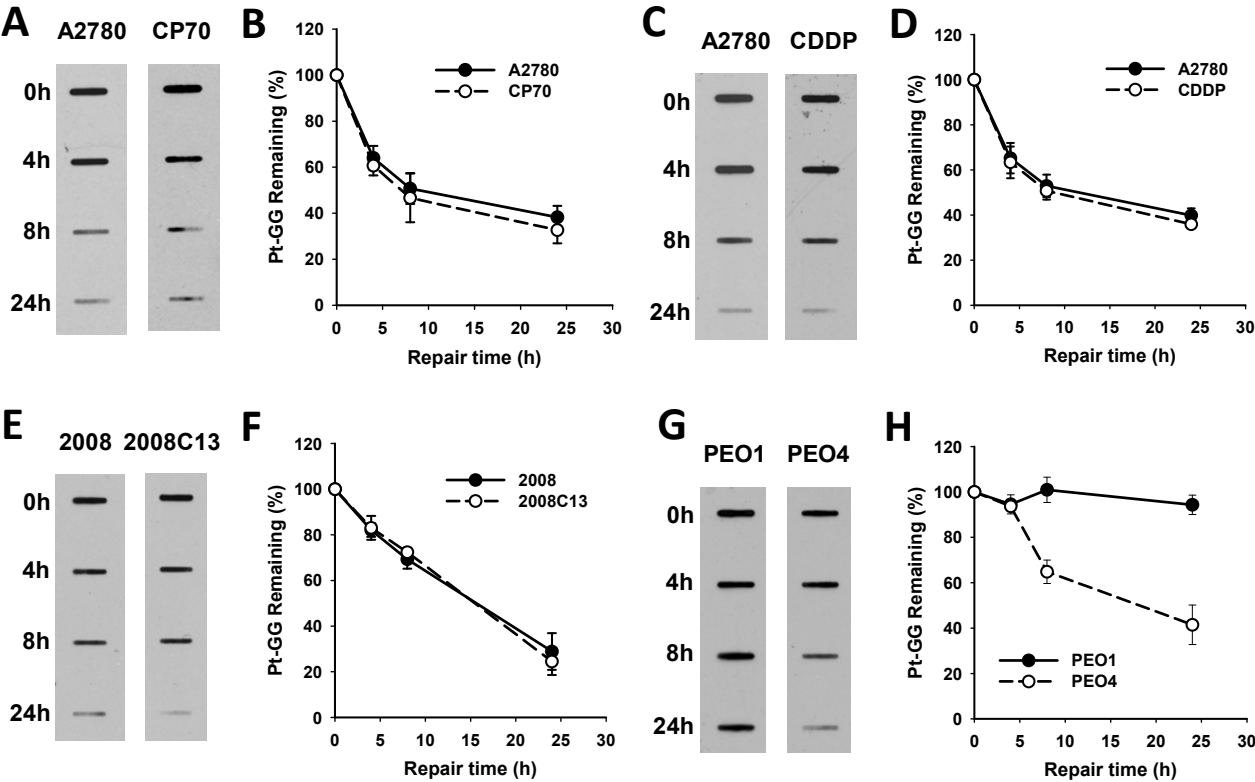 A
A2780 CP70
0h
4h
8h
24h
B
120
100
80
60
40
20
0
0 5 10 15 20 25 30
Pt-GG Remaining (%)
Repair time (h)
A2780
CP70
C
A2780 CDDP
0h
4h
8h
24h
D
120
100
80
60
40
20
0
0 5 10 15 20 25 30
Pt-GG Remaining (%)
Repair time (h)
A2780
CDDP
E
2008 2008C13
0h
4h
8h
24h
F
120
100
80
60
40
20
0
0 5 10 15 20 25 30
Pt-GG Remaining (%)
Repair time (h)
2008
2008C13
G
PEO1 PEO4
0h
4h
8h
24h
H
120
100
80
60
40
20
0
0 5 10 15 20 25 30
Pt-GG Remaining (%)
Repair time (h)
PEO1
PEO4